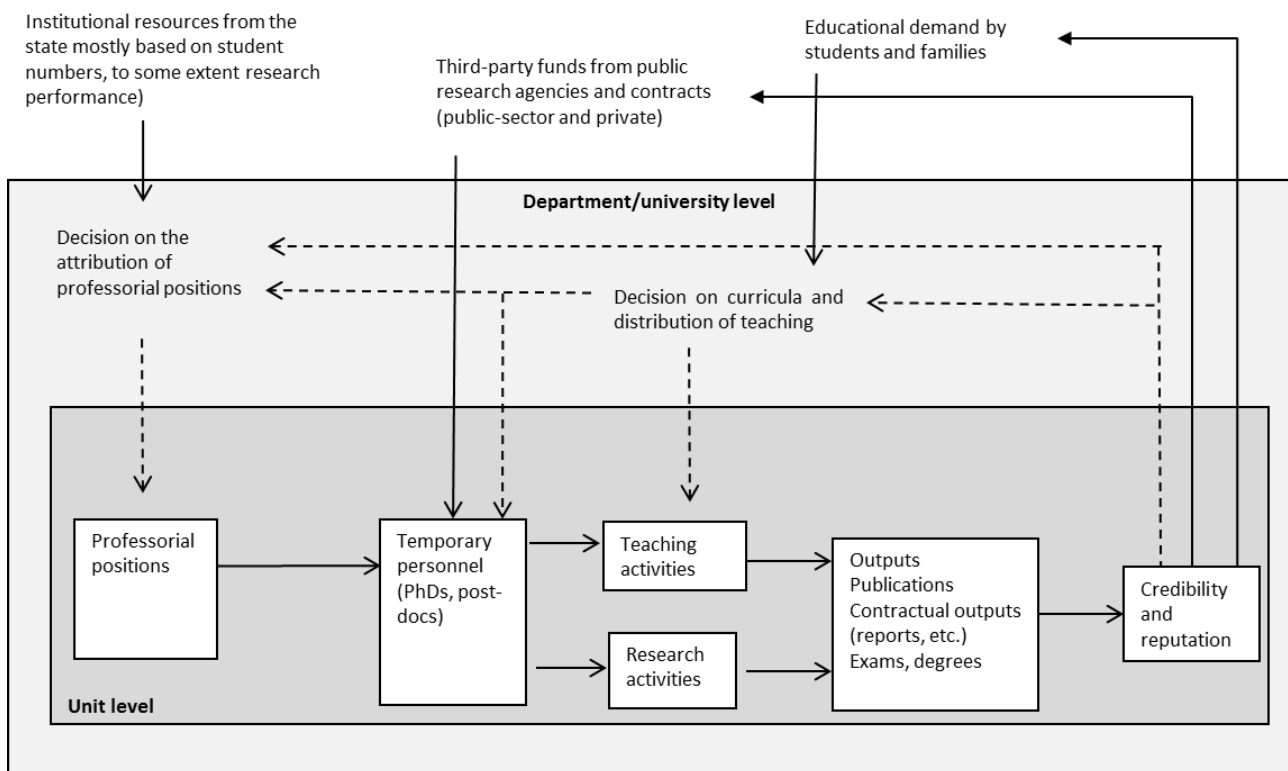 Institutional resources from the
state mostly based on student
numbers, to some extent research
performance)
Third-party funds from public
research agencies and contracts
(public-sector and private)
Educational demand by
students and families
Department/university level
Decision on the
attribution of
professorial positions
Decision on curricula and
distribution of teaching
Professorial
positions
Temporary
personnel
(PhDs, post-
docs)
Teaching
activities
Research
activities
Outputs
Publications
Contractual outputs
(reports, etc.)
Exams, degrees
Credibility
and
reputation
Unit level